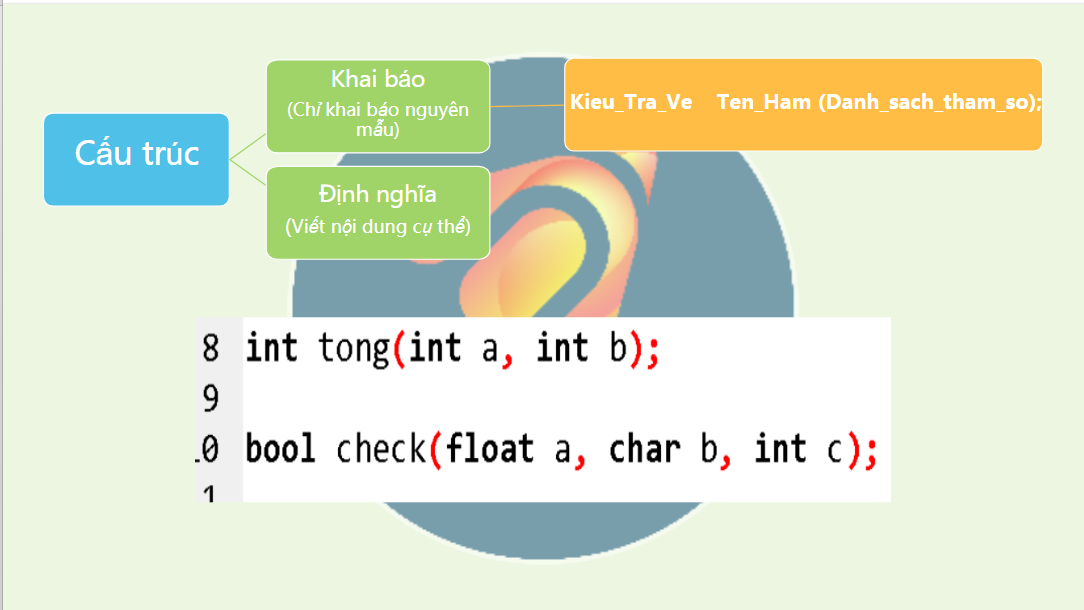 Cấu trúc
Khai báo
(Chỉ khai báo nguyên
mẫu)
Kieu_Tra_Ve Ten_Ham (Danh_sach_tham_so);
Định nghĩa
(Viết nội dung cụ thể)
8 int tong(int a, int b);
9
10 bool check(float a, char b, int c);
1